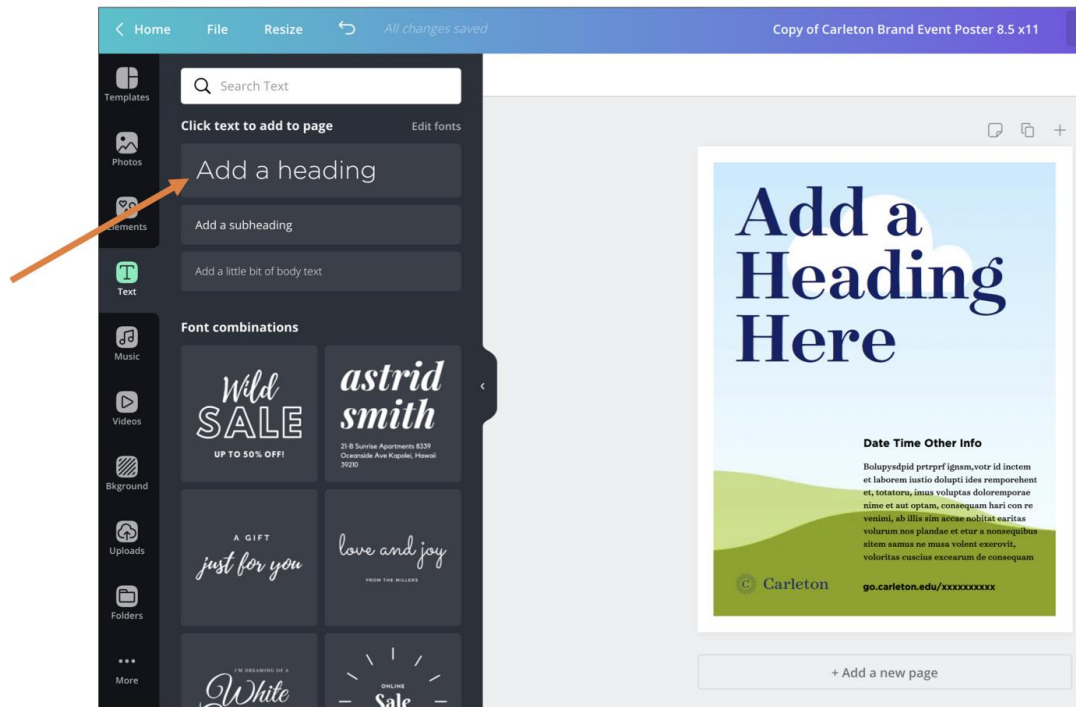 Home File Resize All changes saved Copy of Carleton Brand Event Poster 8.5 x11
Templates
Photos
Elements
Text
Music
Videos
Bkground
Uploads
Folders
More
Search Text
Click text to add to page Edit fonts
Add a heading
Add a subheading
Add a little bit of body text
Font combinations
Wild
SALE
UP TO 50% OFF!
astrid
smith
21-B Sunrise Apartments 8339
Oceanside Ave Kapolei, Hawaii
39210
A GIFT
just for you
love and joy
FROM THE MILLERS
I'M DREAMING OF A
White
ONLINE
Sale
Add a
Heading
Here
Date Time Other Info
Bolupysdpid prtrprf ignsm,votr id inctem
et laborem iustio dolupti ides remporehent
et, totatoru, imus voluptas doloremporae
nime et aut optam, consequam hari con re
venimi, ab illis sim accae nobitat earitas
volurum nos plandae et etur a nonsequibus
sitem samus ne musa volent exerovit,
voloritas cuscius excearum de consequam
C Carleton
go.carleton.edu/xxxxxxxxxx
+ Add a new page